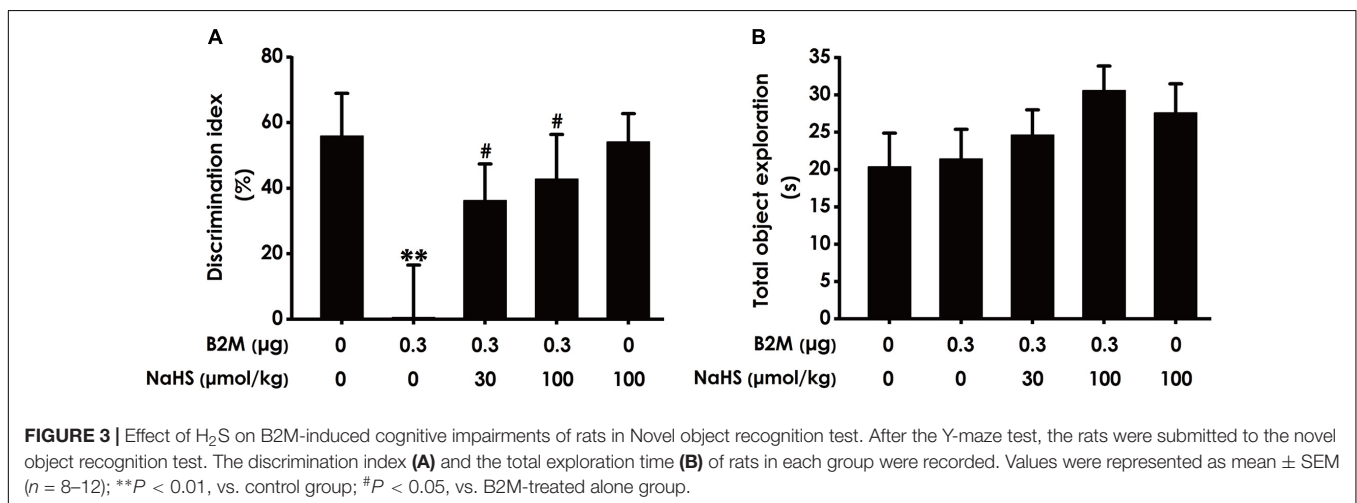 A
Discrimination idex
(%)
80
60
40
20
0
**
#
#
B2M (µg) 0 0.3 0.3 0.3 0
NaHS (µmol/kg) 0 0 30 100 100
B
Total object exploration
(s)
35
30
25
20
15
10
5
0
B2M (µg) 0 0.3 0.3 0.3 0
NaHS (µmol/kg) 0 0 30 100 100
FIGURE 3 | Effect of H₂S on B2M-induced cognitive impairments of rats in Novel object recognition test. After the Y-maze test, the rats were submitted to the novel
object recognition test. The discrimination index (A) and the total exploration time (B) of rats in each group were recorded. Values were represented as mean ± SEM
(n = 8–12); **P < 0.01, vs. control group; #P < 0.05, vs. B2M-treated alone group.